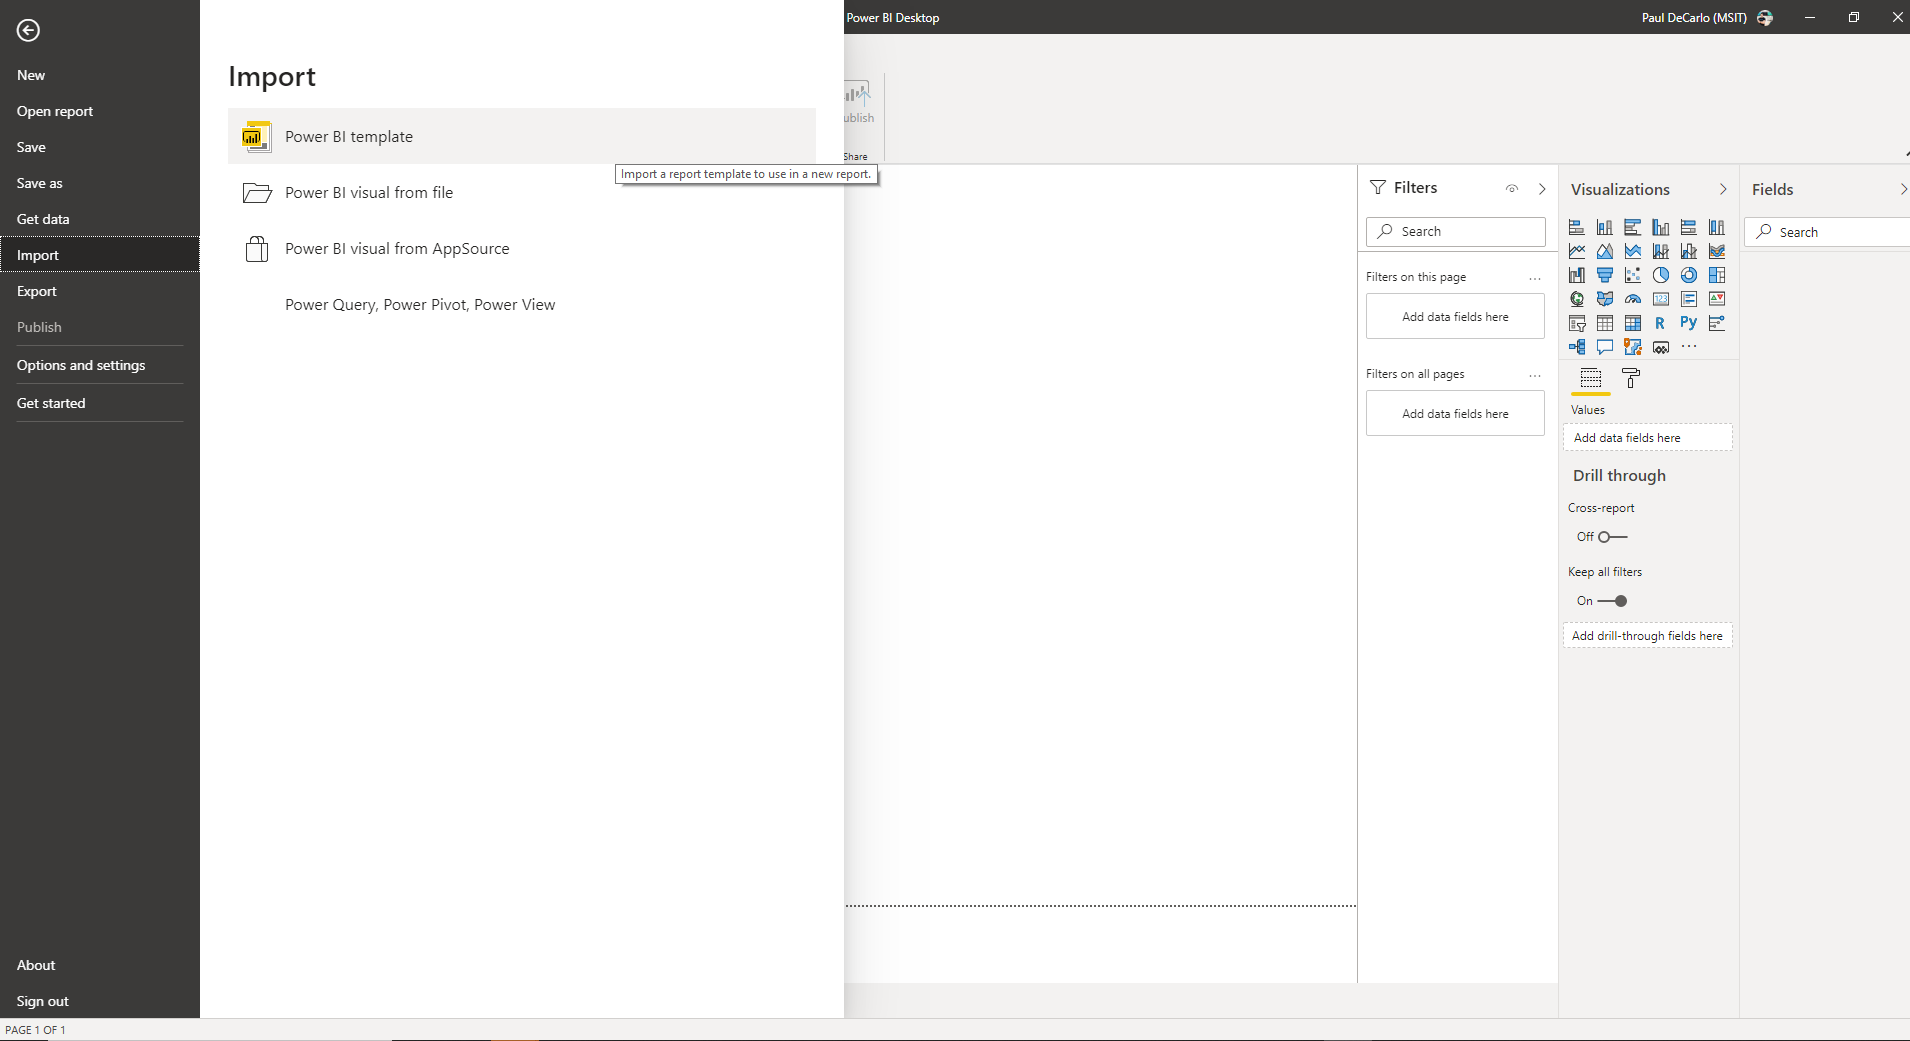 Power BI Desktop
Paul DeCarlo (MSIT)
New
Open report
Save
Save as
Get data
Import
Export
Publish
Options and settings
Get started
About
Sign out
Import
Power BI template
Import a report template to use in a new report.
Power BI visual from file
Power BI visual from AppSource
Power Query, Power Pivot, Power View
ublish
Share
Filters
Search
Filters on this page
...
Add data fields here
Filters on all pages
...
Add data fields here
Visualizations
123
R
Py
...
Values
Add data fields here
Drill through
Cross-report
Off
Keep all filters
On
Add drill-through fields here
Fields
Search
PAGE 1 OF 1